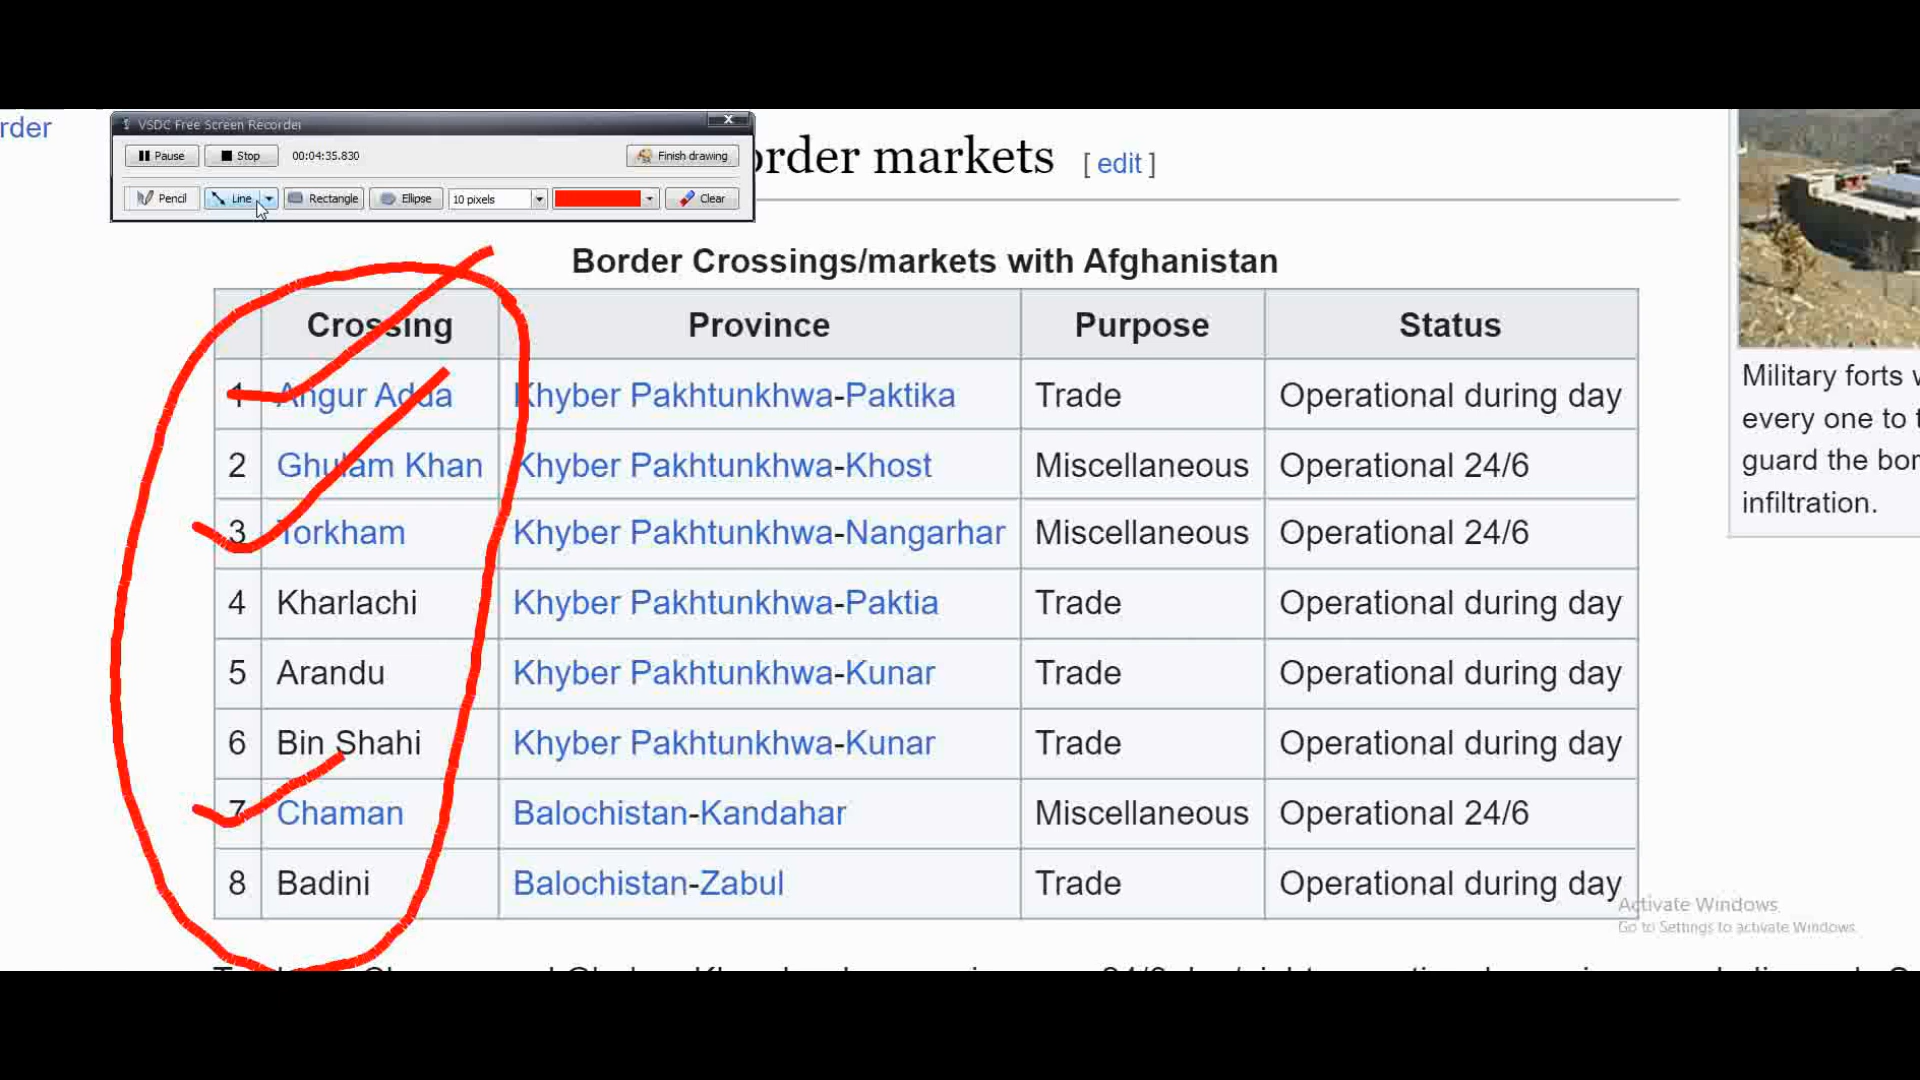 rder
VSDC Free Screen Recorder
Pause Stop 00:04:35.830 Finish drawing
Pencil Line Rectangle Ellipse 10 pixels Clear
order markets [ edit ]
Border Crossings/markets with Afghanistan
Crossing Province Purpose Status
1 Angur Adda Khyber Pakhtunkhwa-Paktika Trade Operational during day
2 Ghulam Khan Khyber Pakhtunkhwa-Khost Miscellaneous Operational 24/6
3 Torkham Khyber Pakhtunkhwa-Nangarhar Miscellaneous Operational 24/6
4 Kharlachi Khyber Pakhtunkhwa-Paktia Trade Operational during day
5 Arandu Khyber Pakhtunkhwa-Kunar Trade Operational during day
6 Bin Shahi Khyber Pakhtunkhwa-Kunar Trade Operational during day
7 Chaman Balochistan-Kandahar Miscellaneous Operational 24/6
8 Badini Balochistan-Zabul Trade Operational during day
Military forts
every one to
guard the bor
infiltration.
Activate Windows
Go to Settings to activate Windows.